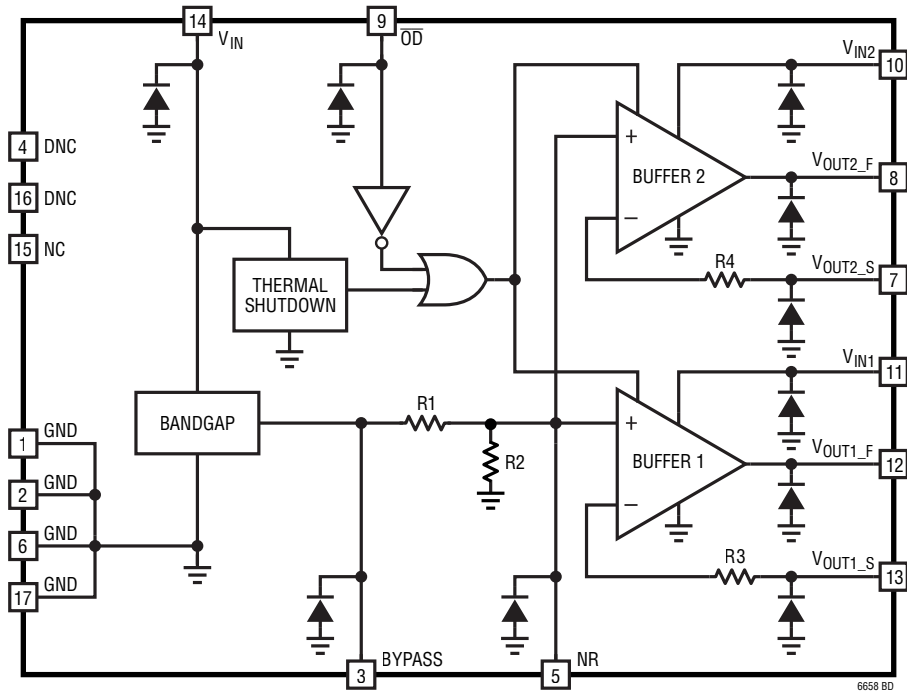 14
V_IN
9
O̅D̅
V_IN2
10
4
DNC
BUFFER 2
+
−
V_OUT2_F
8
16
DNC
15
NC
THERMAL
SHUTDOWN
R4
V_OUT2_S
7
V_IN1
11
BANDGAP
R1
1
GND
R2
+
−
BUFFER 1
V_OUT1_F
12
2
GND
6
GND
R3
V_OUT1_S
13
17
GND
BYPASS
3
NR
5
6658 BD